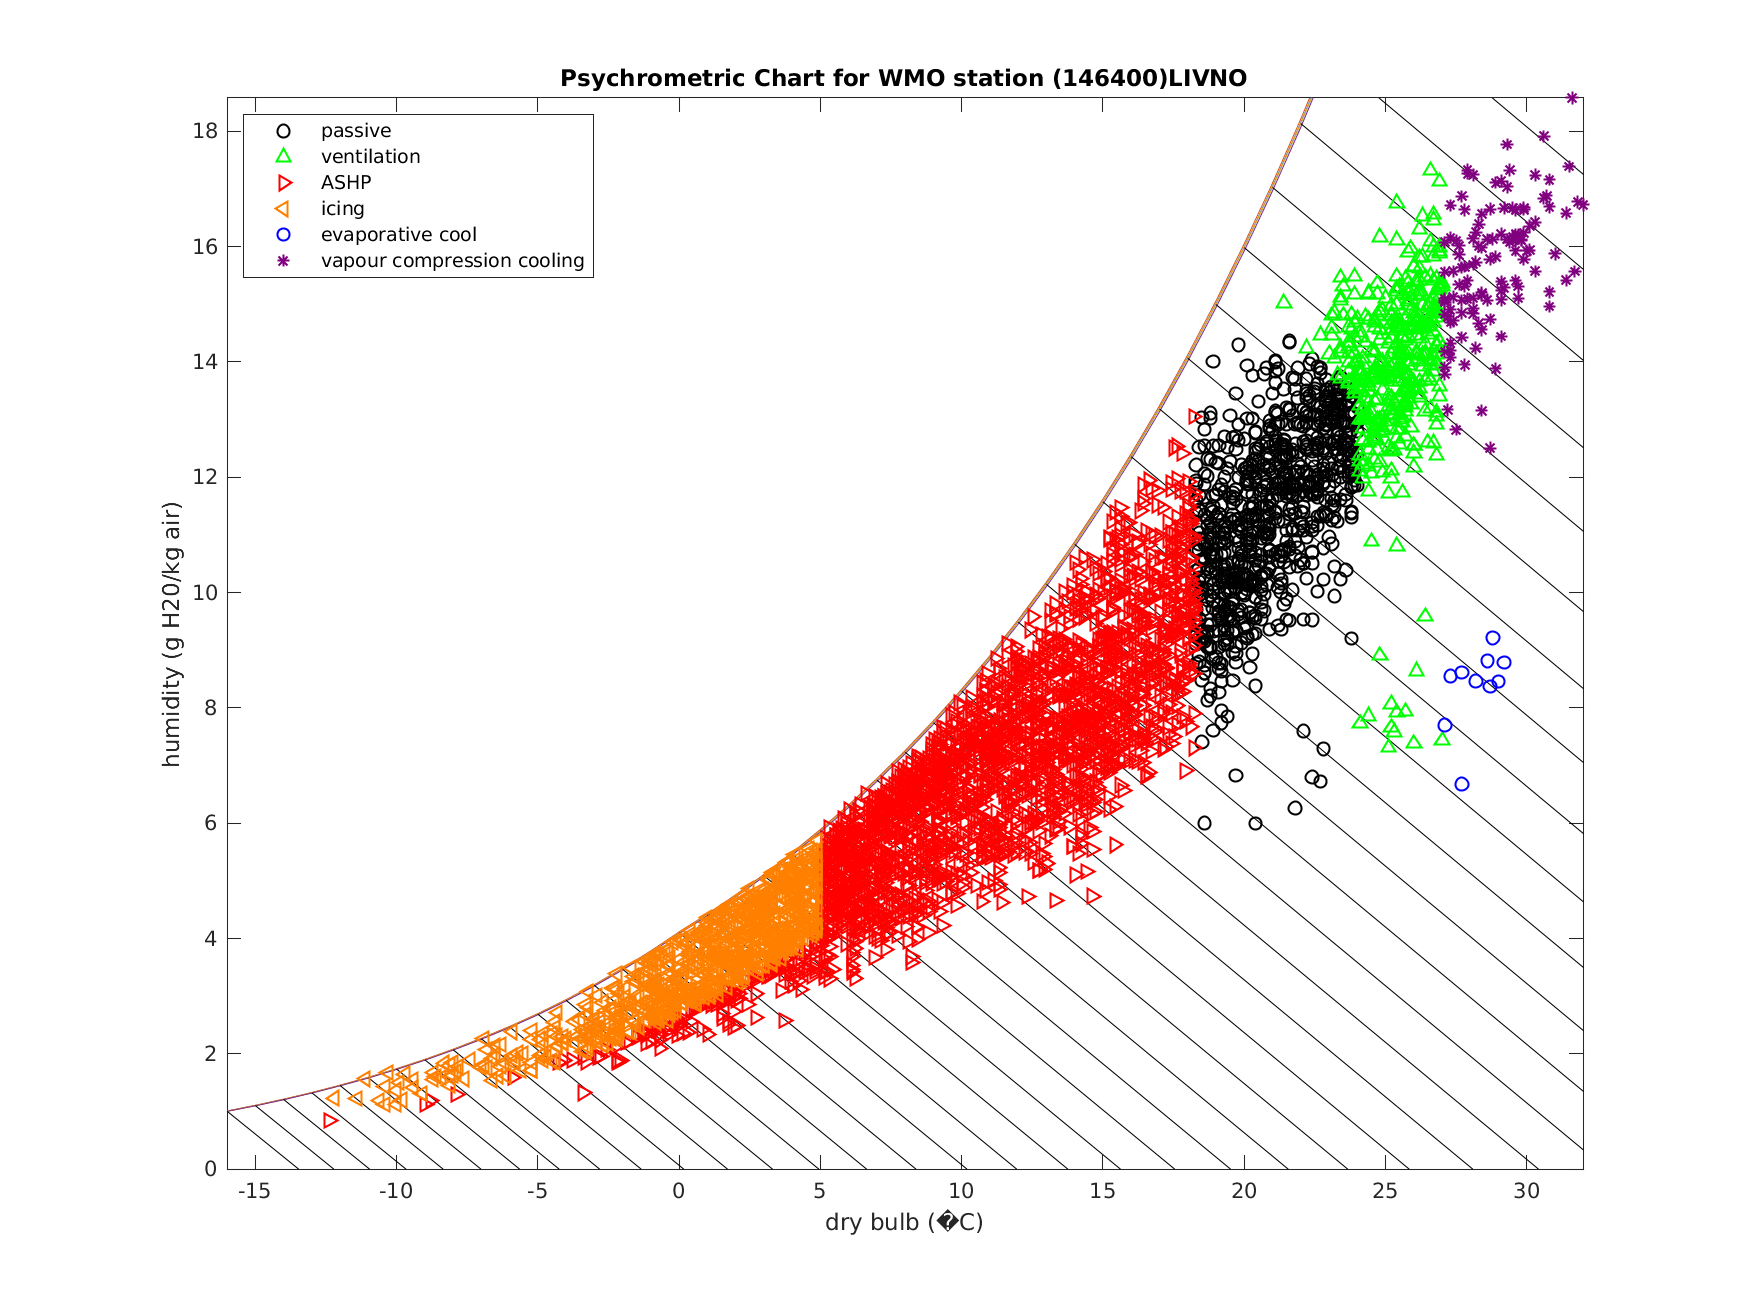 Psychrometric Chart for WMO station (146400)LIVNO
passive
ventilation
ASHP
icing
evaporative cool
vapour compression cooling
18
16
14
12
10
8
6
4
2
0
humidity (g H20/kg air)
-15 -10 -5 0 5 10 15 20 25 30
dry bulb (�C)